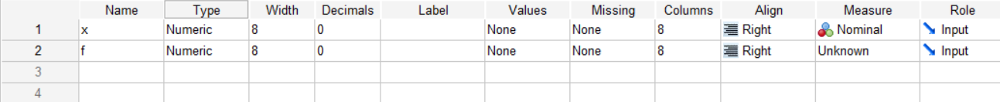 Name Type Width Decimals Label Values Missing Columns Align Measure Role
1 x Numeric 8 0 None None 8 Right Nominal Input
2 f Numeric 8 0 None None 8 Right Unknown Input
3
4